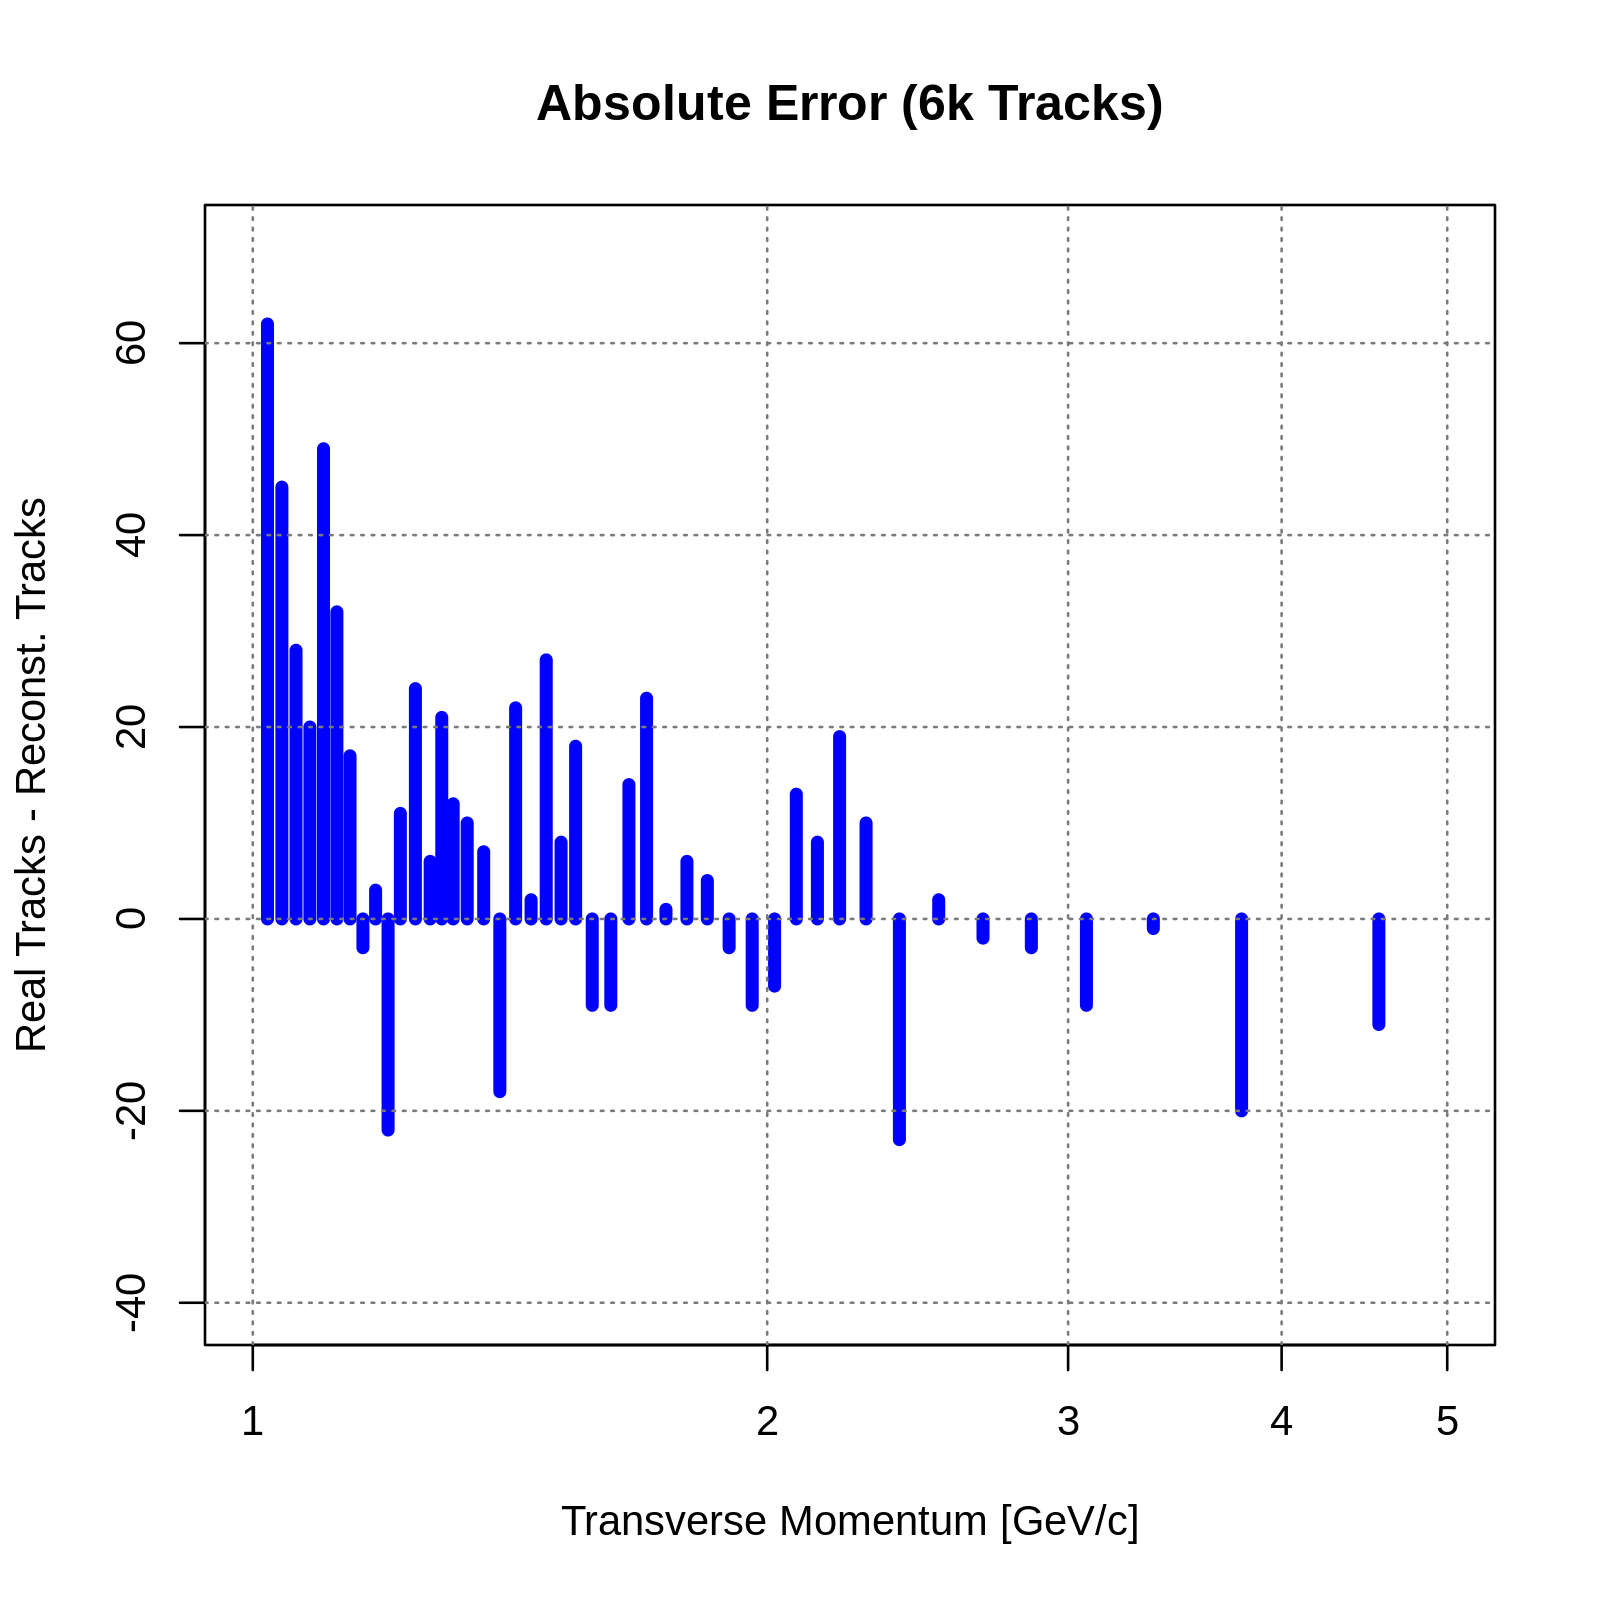 Absolute Error (6k Tracks)
Real Tracks - Reconst. Tracks
60
40
20
0
-20
-40
1 2 3 4 5
Transverse Momentum [GeV/c]